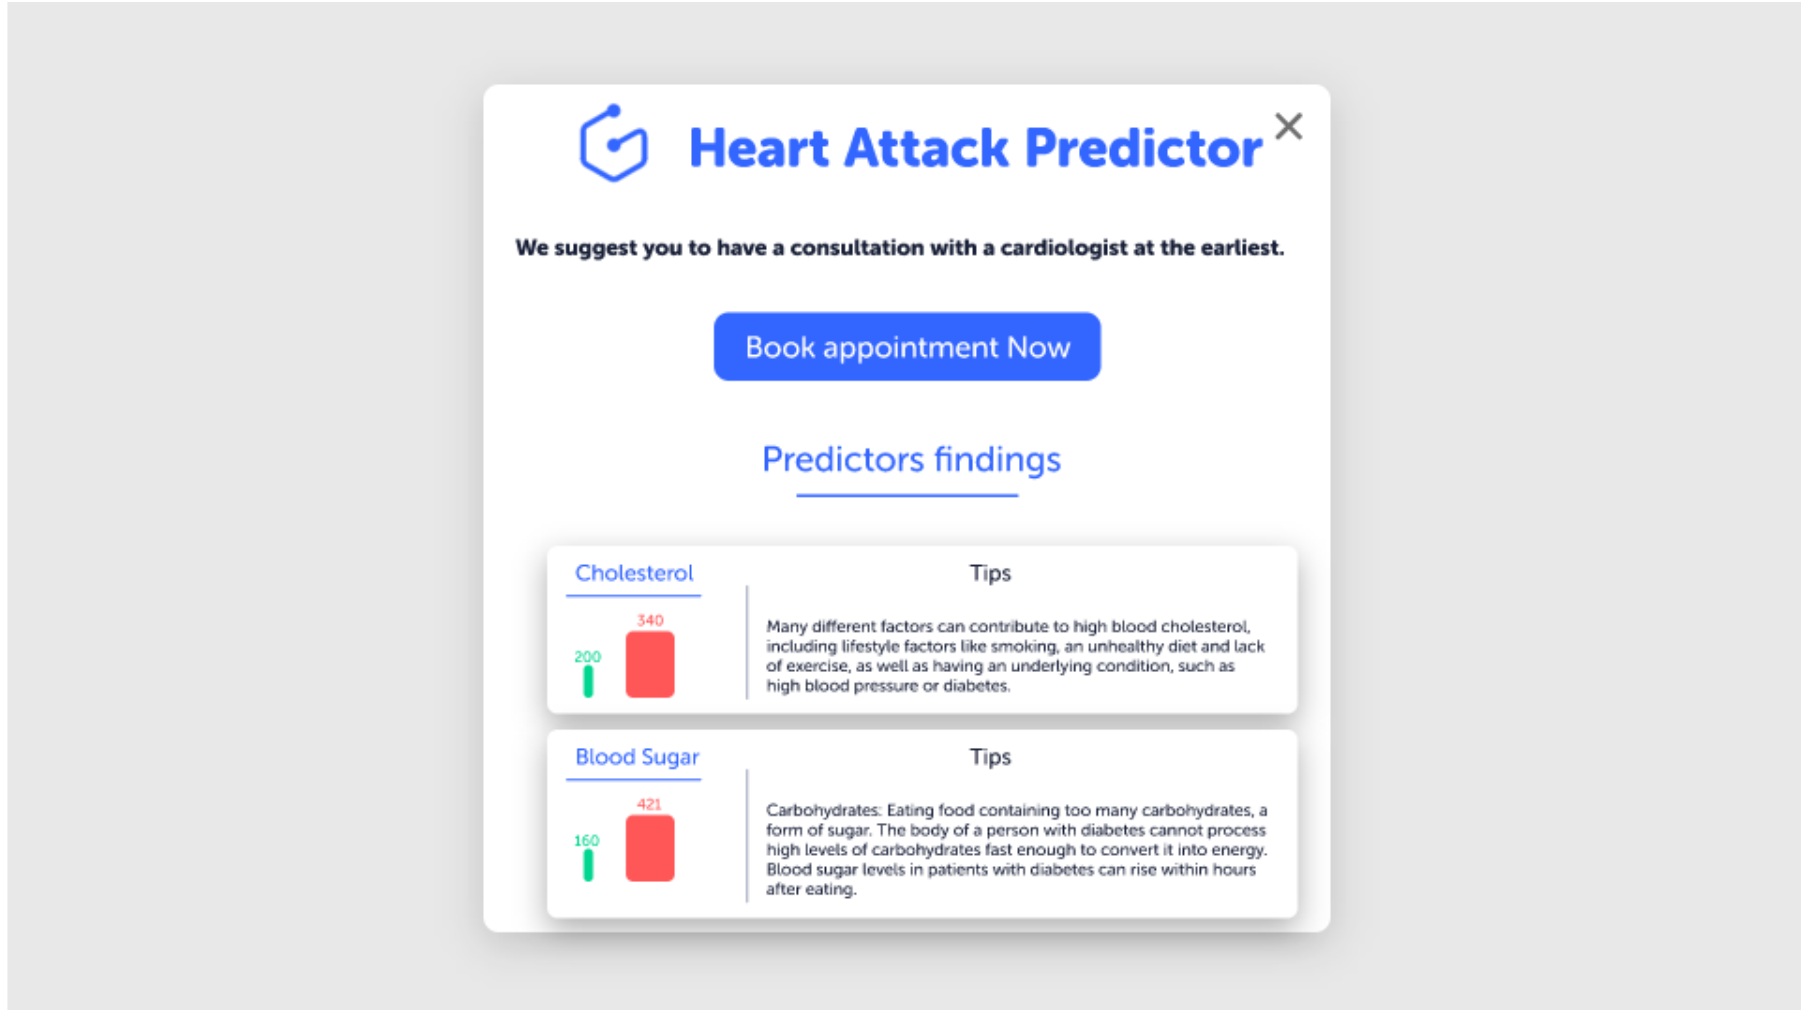 Heart Attack Predictor
We suggest you to have a consultation with a cardiologist at the earliest.
Book appointment Now
Predictors findings
Cholesterol
340
200
Tips
Many different factors can contribute to high blood cholesterol,
including lifestyle factors like smoking, an unhealthy diet and lack
of exercise, as well as having an underlying condition, such as
high blood pressure or diabetes.
Blood Sugar
421
160
Tips
Carbohydrates: Eating food containing too many carbohydrates, a
form of sugar. The body of a person with diabetes cannot process
high levels of carbohydrates fast enough to convert it into energy.
Blood sugar levels in patients with diabetes can rise within hours
after eating.